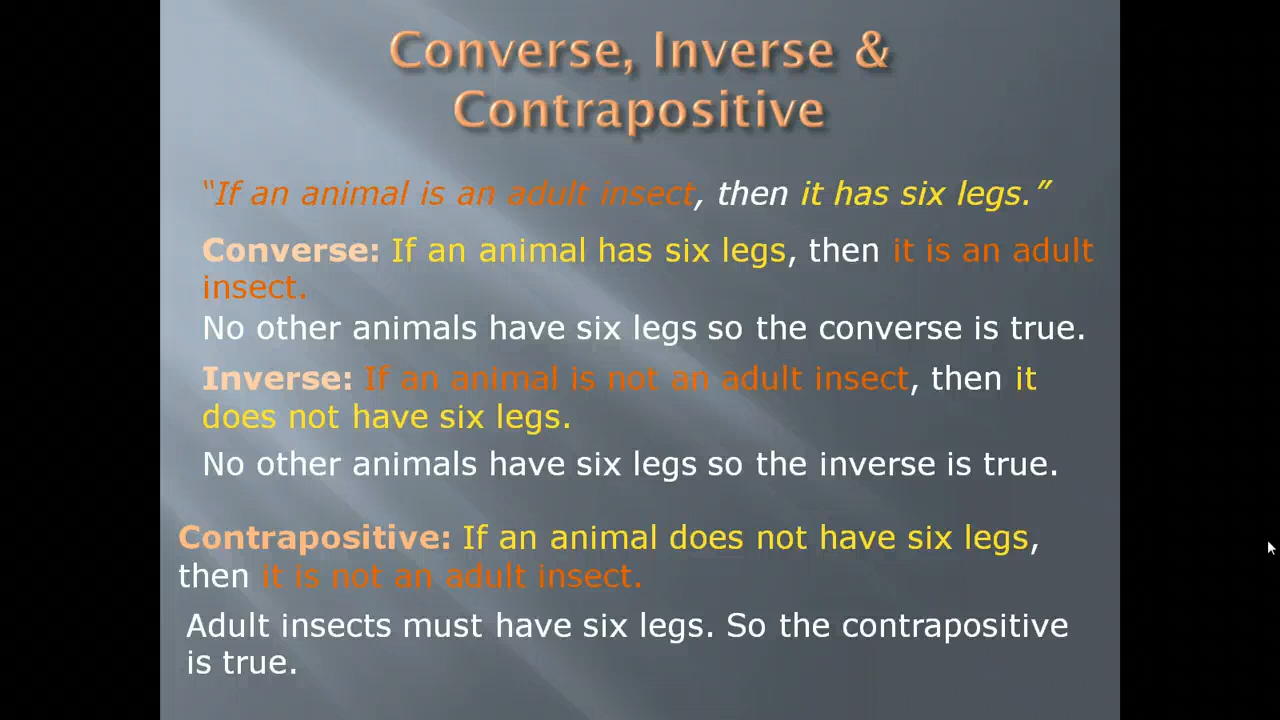 Converse, Inverse &
Contrapositive
“If an animal is an adult insect, then it has six legs.”
Converse: If an animal has six legs, then it is an adult
insect.
No other animals have six legs so the converse is true.
Inverse: If an animal is not an adult insect, then it
does not have six legs.
No other animals have six legs so the inverse is true.
Contrapositive: If an animal does not have six legs,
then it is not an adult insect.
Adult insects must have six legs. So the contrapositive
is true.